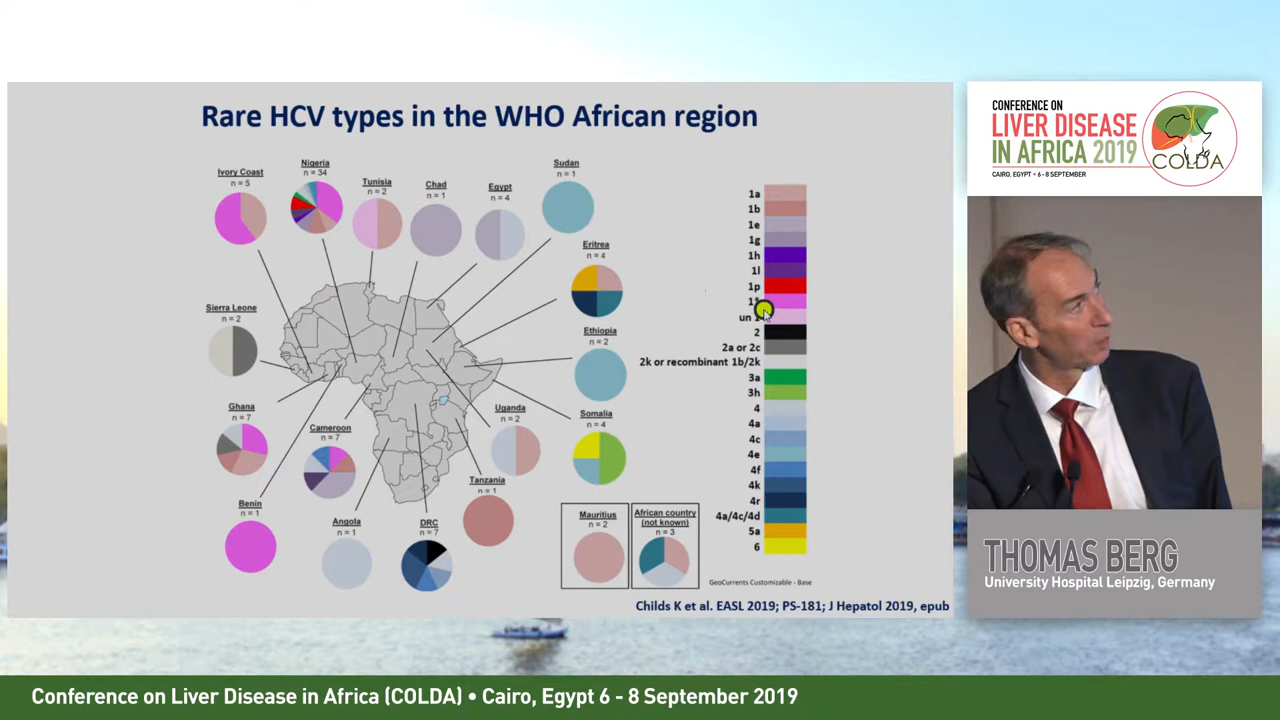 Rare HCV types in the WHO African region
Ivory Coast
n = 5
Nigeria
n = 34
Tunisia
n = 2
Chad
n = 1
Egypt
n = 4
Sudan
n = 1
Eritrea
n = 4
Sierra Leone
n = 2
Ethiopia
n = 2
Ghana
n = 7
Cameroon
n = 7
Uganda
n = 2
Somalia
n = 4
Benin
n = 1
Angola
n = 1
DRC
n = 7
Tanzania
n = 1
Mauritius
n = 2
African country
(not known)
n = 3
1a
1b
1e
1g
1h
1l
1p
1*
un
2
2a or 2c
2k or recombinant 1b/2k
3a
3h
4
4a
4c
4e
4f
4k
4r
4a/4c/4d
5a
6
GeoCurrents Customizable - Base
Childs K et al. EASL 2019; PS-181; J Hepatol 2019, epub
CONFERENCE ON
LIVER DISEASE
IN AFRICA 2019
CAIRO, EGYPT • 6 - 8 SEPTEMBER
COLDA
THOMAS BERG
University Hospital Leipzig, Germany
Conference on Liver Disease in Africa (COLDA) • Cairo, Egypt 6 - 8 September 2019